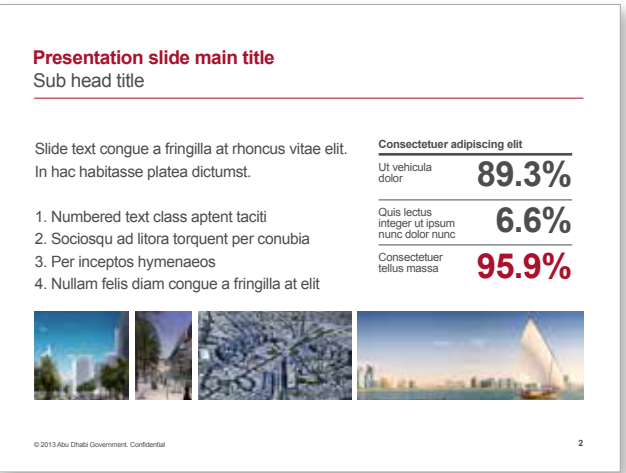 Presentation slide main title
Sub head title
Slide text congue a fringilla at rhoncus vitae elit.
In hac habitasse platea dictumst.
1. Numbered text class aptent taciti
2. Sociosqu ad litora torquent per conubia
3. Per inceptos hymenaeos
4. Nullam felis diam congue a fringilla at elit
Consectetuer adipiscing elit
Ut vehicula
dolor
89.3%
Quis lectus
integer ut ipsum
nunc dolor nunc
6.6%
Consectetuer
tellus massa
95.9%
© 2013 Abu Dhabi Government. Confidential
2